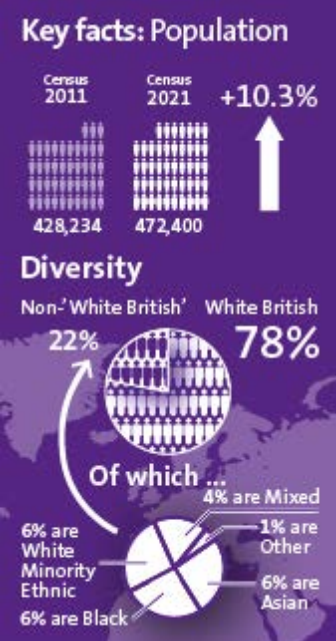 Key facts: Population
Census
2011
Census
2021
+10.3%
428,234
472,400
Diversity
Non-'White British'
22%
White British
78%
Of which ...
4% are Mixed
1% are
Other
6% are
Asian
6% are Black
6% are
White
Minority
Ethnic